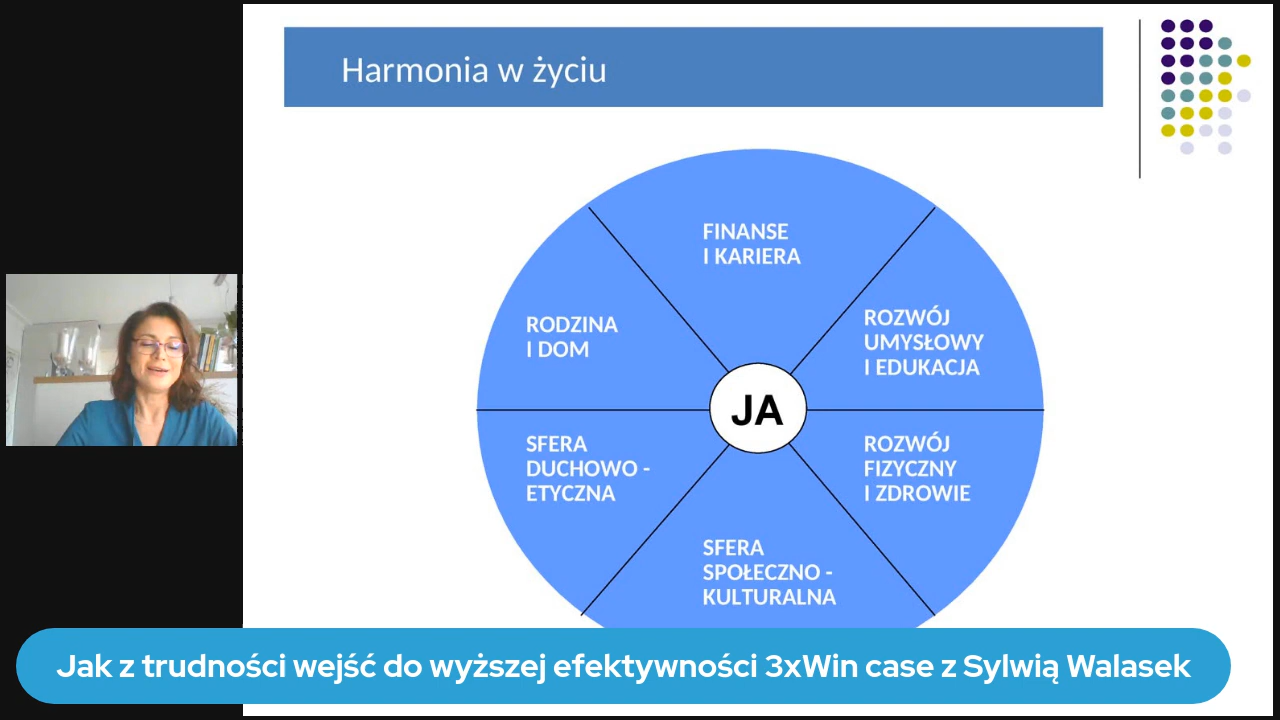 Harmonia w życiu
FINANSE
I KARIERA
RODZINA
I DOM
ROZWÓJ
UMYSŁOWY
I EDUKACJA
JA
SFERA
DUCHOWO -
ETYCZNA
ROZWÓJ
FIZYCZNY
I ZDROWIE
SFERA
SPOŁECZNO -
KULTURALNA
Jak z trudności wejść do wyższej efektywności 3xWin case z Sylwią Walasek